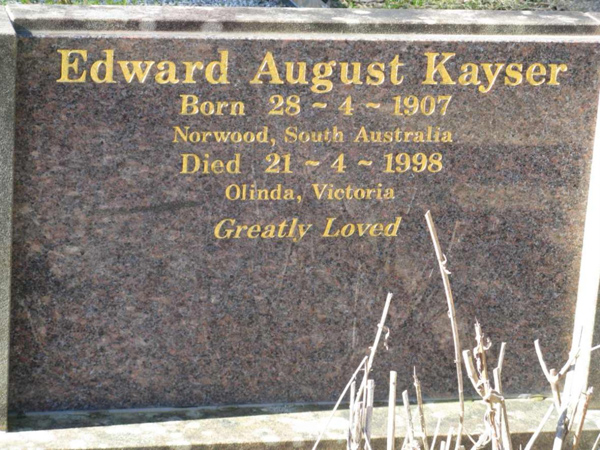 Edward August Kayser
Born 28 ~ 4 ~ 1907
Norwood, South Australia
Died 21 ~ 4 ~ 1998
Olinda, Victoria
Greatly Loved